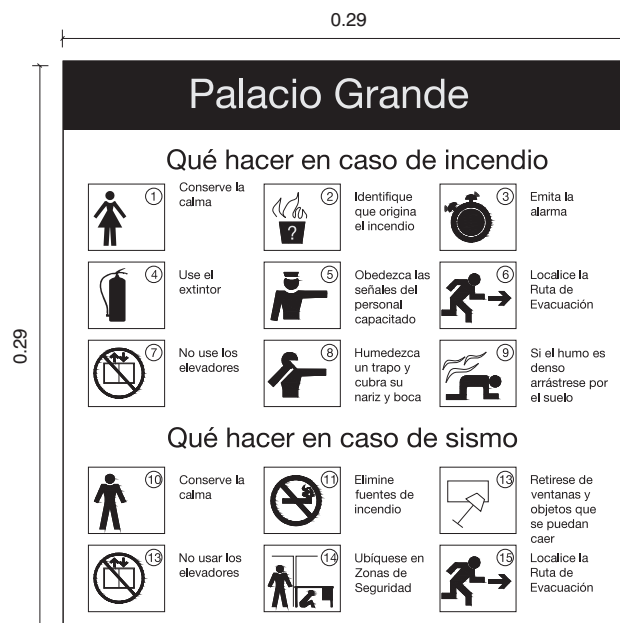 0.29
0.29
Palacio Grande
Qué hacer en caso de incendio
1
Conserve la
calma
2
?
Identifique
que origina
el incendio
3
Emita la
alarma
4
Use el
extintor
5
Obedezca las
señales del
personal
capacitado
6
Localice la
Ruta de
Evacuación
7
No use los
elevadores
8
Humedezca
un trapo y
cubra su
nariz y boca
9
Si el humo es
denso
arrástrese por
el suelo
Qué hacer en caso de sismo
10
Conserve la
calma
11
Elimine
fuentes de
incendio
13
Retirese de
ventanas y
objetos que
se puedan
caer
13
No usar los
elevadores
14
Ubíquese en
Zonas de
Seguridad
15
Localice la
Ruta de
Evacuación